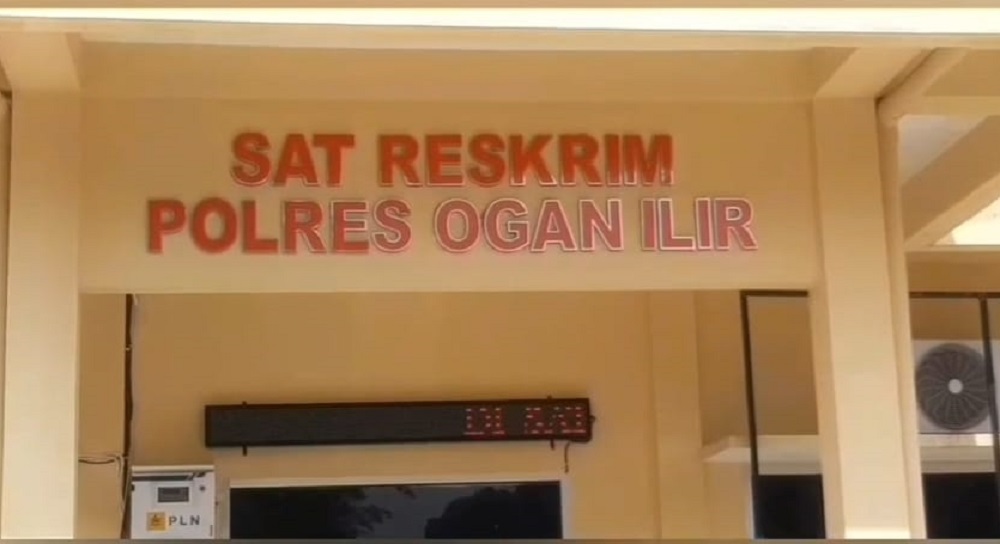 SAT RESKRIM
POLRES OGAN ILIR
PLN